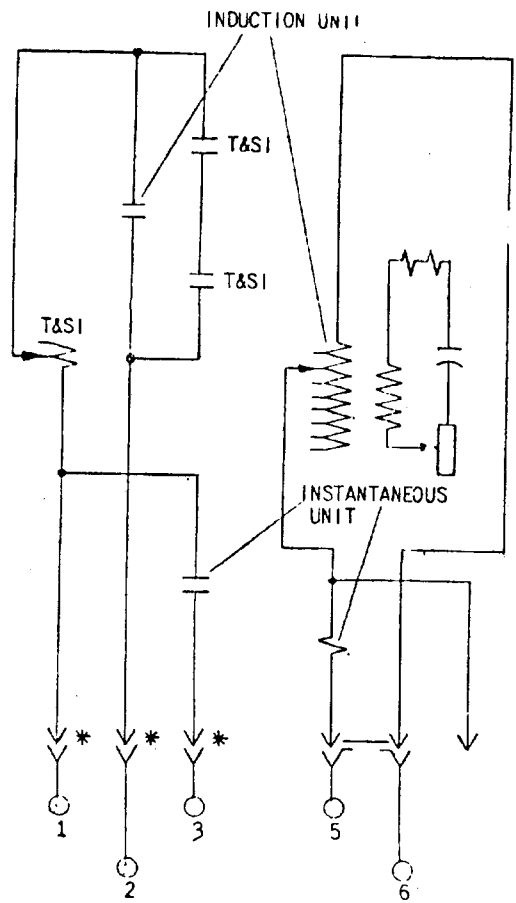 INDUCTION UNIT
T&SI
T&SI
T&SI
INSTANTANEOUS
UNIT
* * *
1
3
5
2
6